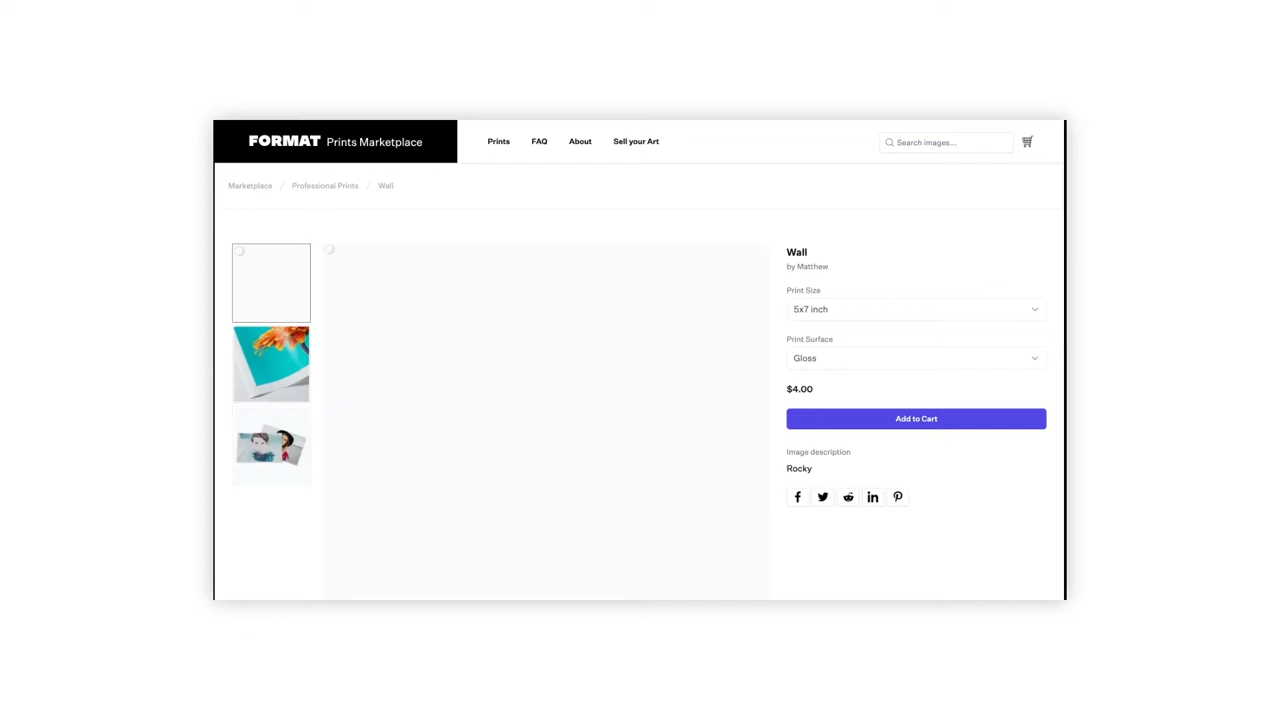 FORMAT Prints Marketplace
Prints FAQ About Sell your Art
Search images...
Marketplace / Professional Prints / Wall
Wall
by Matthew
Print Size
5x7 inch
Print Surface
Gloss
$4.00
Add to Cart
Image description
Rocky